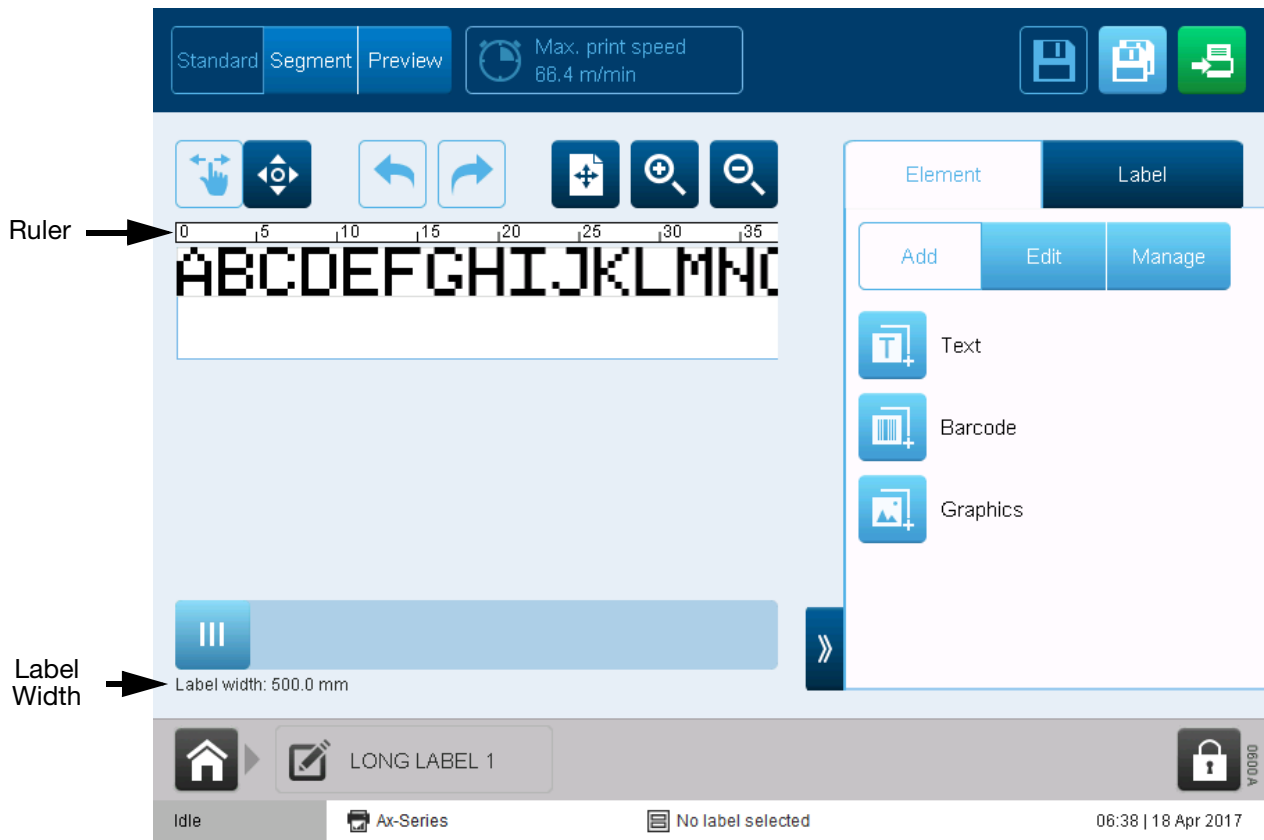 Standard Segment Preview
Max. print speed
66.4 m/min
Element Label
Ruler
0 5 10 15 20 25 30 35
ABCDEFGHIJKLMN
Add Edit Manage
Text
Barcode
Graphics
Label
Width
Label width: 500.0 mm
LONG LABEL 1
0600A
Idle Ax-Series No label selected 06:38 | 18 Apr 2017